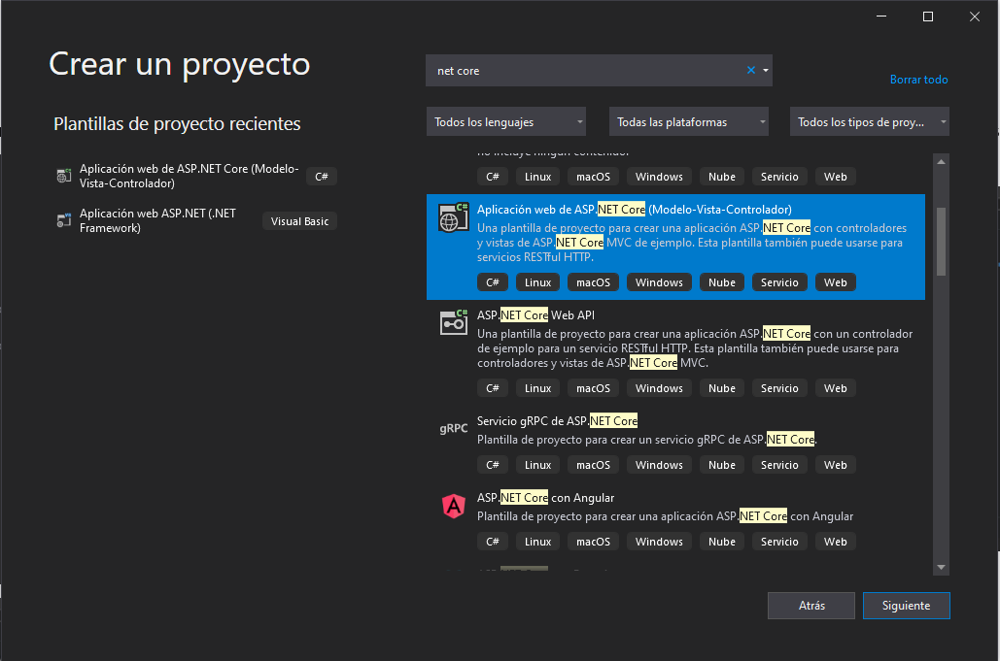 Crear un proyecto
Plantillas de proyecto recientes
Aplicación web de ASP.NET Core (Modelo-
Vista-Controlador)
C#
Aplicación web ASP.NET (.NET
Framework)
Visual Basic
net core
Borrar todo
Todos los lenguajes
Todas las plataformas
Todos los tipos de proy...
no incluye ningún contenido.
C# Linux macOS Windows Nube Servicio Web
Aplicación web de ASP.NET Core (Modelo-Vista-Controlador)
Una plantilla de proyecto para crear una aplicación ASP.NET Core con controladores
y vistas de ASP.NET Core MVC de ejemplo. Esta plantilla también puede usarse para
servicios RESTful HTTP.
C# Linux macOS Windows Nube Servicio Web
ASP.NET Core Web API
Una plantilla de proyecto para crear una aplicación ASP.NET Core con un controlador
de ejemplo para un servicio RESTful HTTP. Esta plantilla también puede usarse para
controladores y vistas de ASP.NET Core MVC.
C# Linux macOS Windows Nube Servicio Web
gRPC
Servicio gRPC de ASP.NET Core
Plantilla de proyecto para crear un servicio gRPC de ASP.NET Core.
C# Linux macOS Windows Nube Servicio Web
ASP.NET Core con Angular
Plantilla de proyecto para crear una aplicación ASP.NET Core con Angular
C# Linux macOS Windows Nube Servicio Web
Atrás
Siguiente